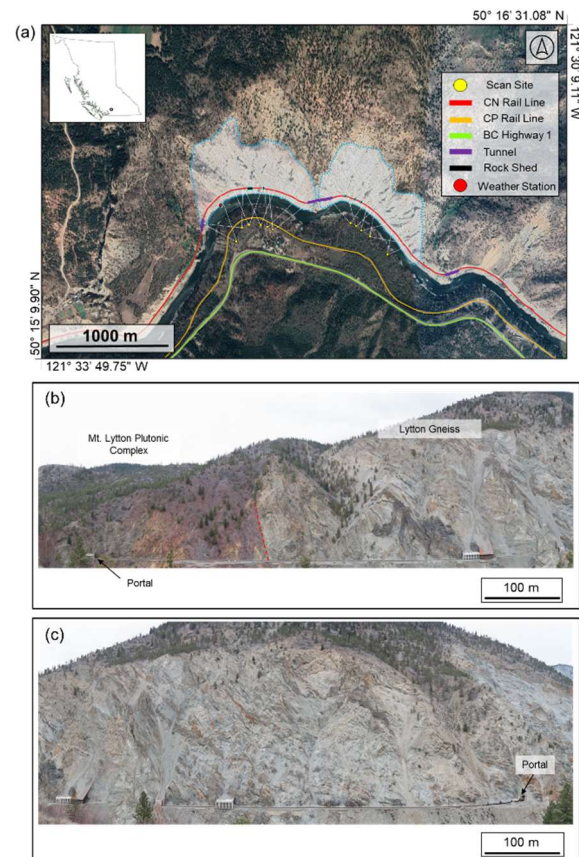 (a)
50° 16' 31.08" N
121° 30' 9.11" W
Scan Site
CN Rail Line
CP Rail Line
BC Highway 1
Tunnel
Rock Shed
Weather Station
1000 m
50° 15' 9.90" N
121° 33' 49.75" W
(b)
Mt. Lytton Plutonic
Complex
Lytton Gneiss
Portal
100 m
(c)
Portal
100 m